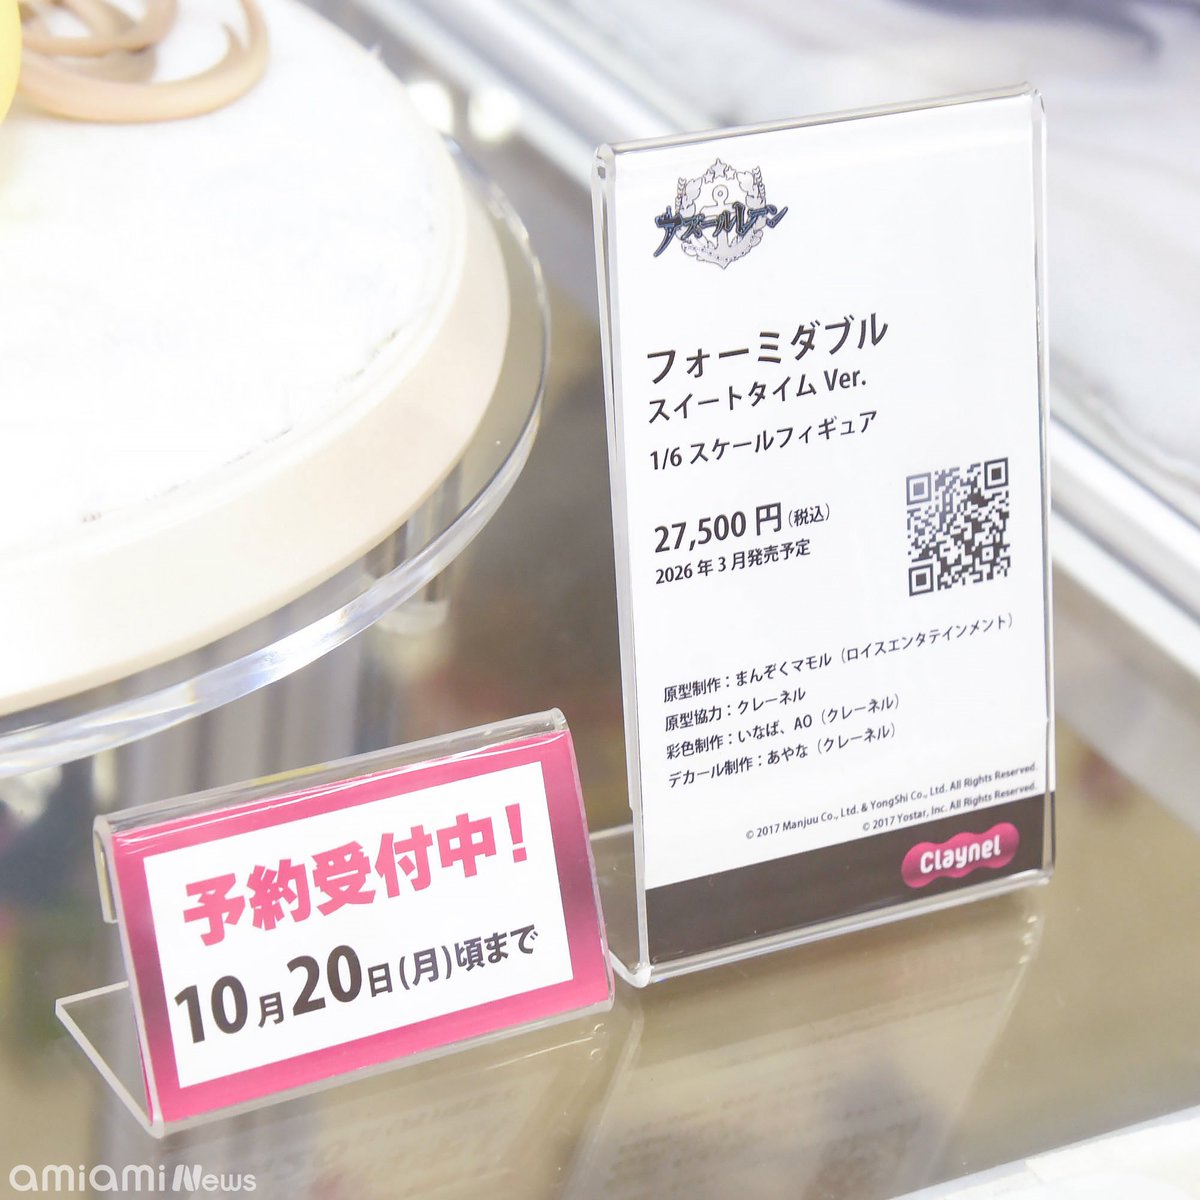 アズールレーン
フォーミダブル
スイートタイム Ver.
1/6 スケールフィギュア
27,500 円 (税込)
2026 年 3 月発売予定
原型制作：まんぞくマモル（ロイスエンタテインメント）
原型協力：クレーネル
彩色制作：いなば、AO（クレーネル）
デカール制作：あやな（クレーネル）
© 2017 Manjuu Co., Ltd. & YongShi Co., Ltd. All Rights Reserved.
© 2017 Yostar, Inc. All Rights Reserved.
Claynel
予約受付中！
10月20日(月)頃まで
amiami News